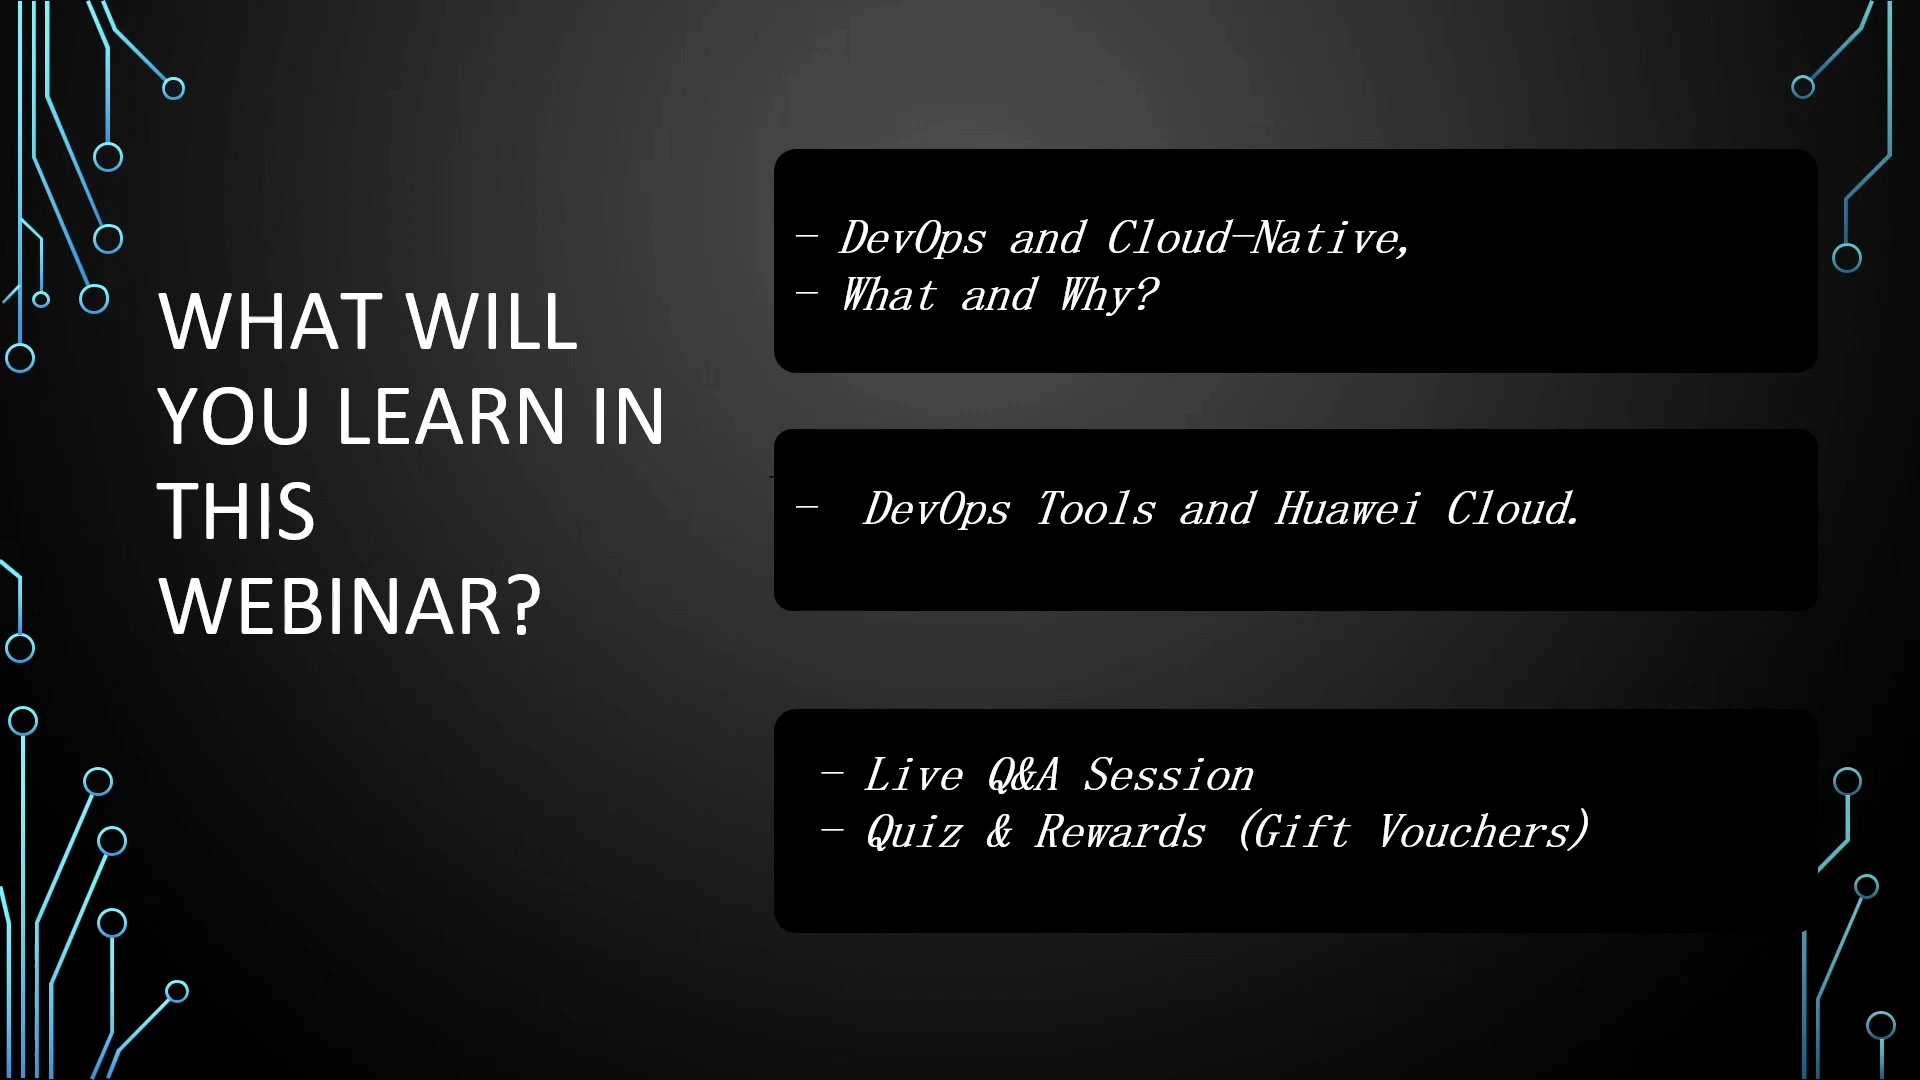 WHAT WILL
YOU LEARN IN
THIS
WEBINAR?
- DevOps and Cloud-Native,
- What and Why?
- DevOps Tools and Huawei Cloud.
- Live Q&A Session
- Quiz & Rewards (Gift Vouchers)